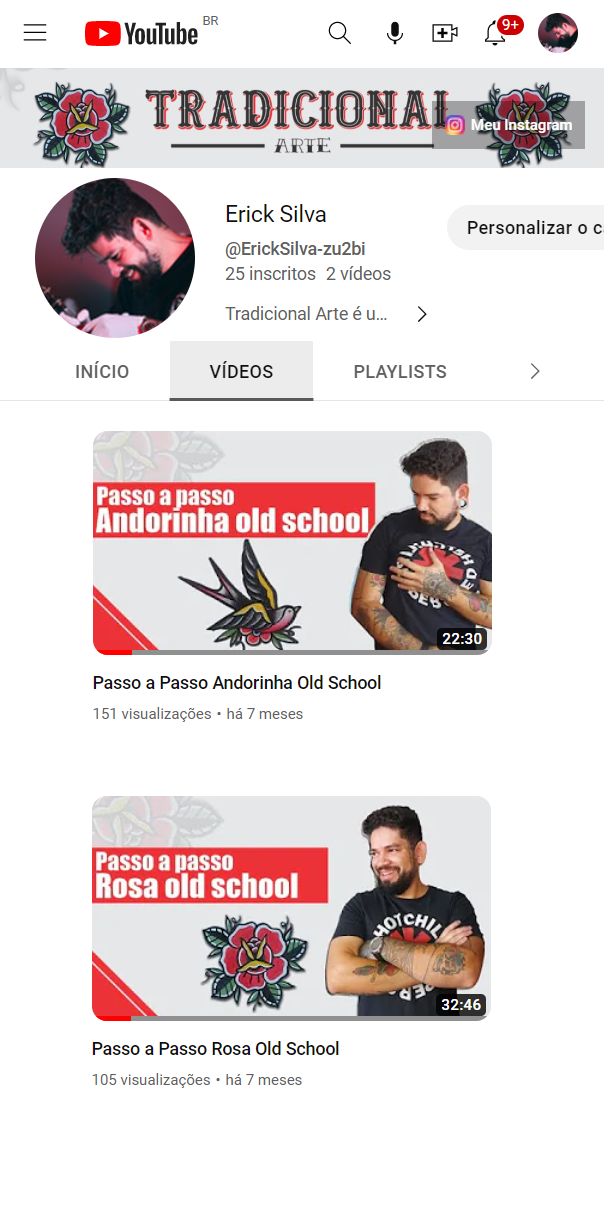 YouTube BR
9+
TRADICIONAL
ARTE
Meu Instagram
Erick Silva
@ErickSilva-zu2bi
25 inscritos 2 vídeos
Personalizar o c
Tradicional Arte é u...
INÍCIO VÍDEOS PLAYLISTS
Passo a passo
Andorinha old school
22:30
Passo a Passo Andorinha Old School
151 visualizações • há 7 meses
Passo a passo
Rosa old school
HOT CHIL
32:46
Passo a Passo Rosa Old School
105 visualizações • há 7 meses